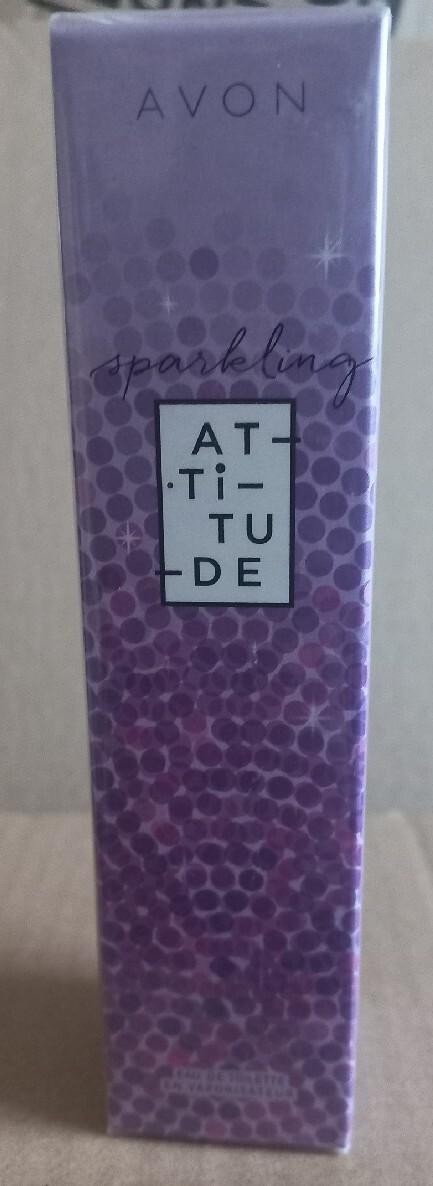 AVON
sparkling
AT-
·Ti-
TU
-DE
EAU DE TOILETTE
EN VAPORISATEUR